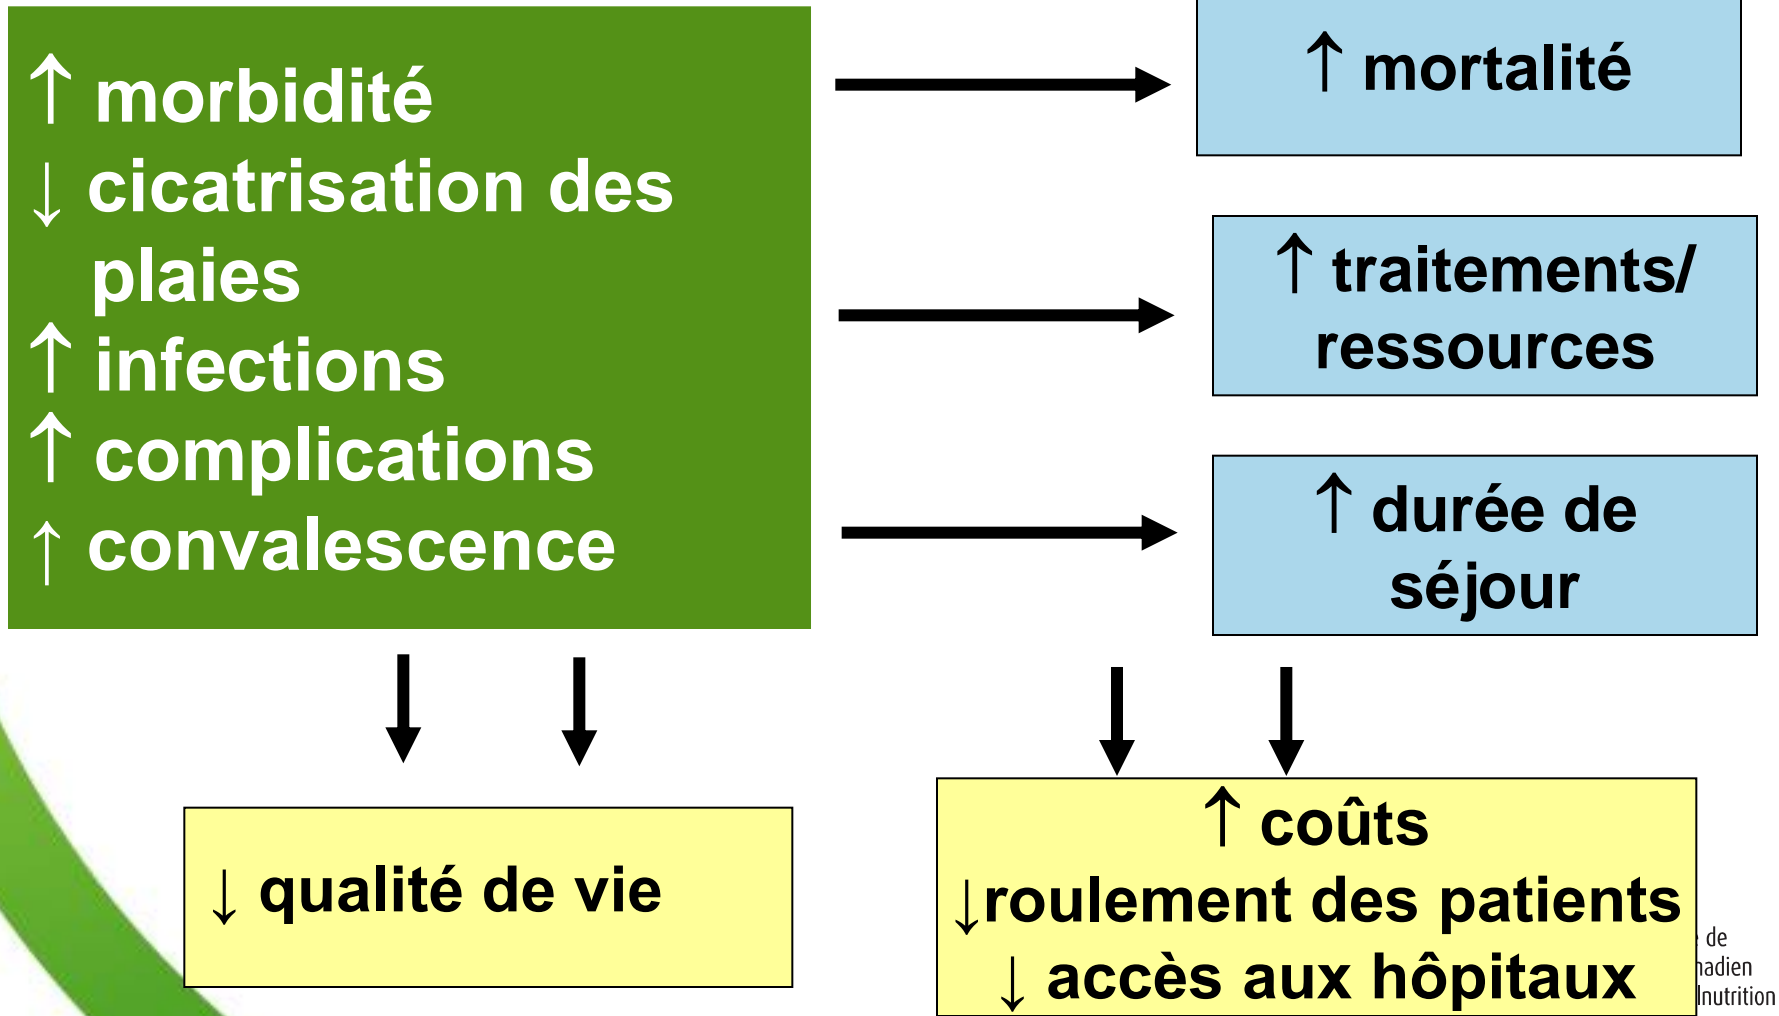 ↑ morbidité
↓ cicatrisation des
plaies
↑ infections
↑ complications
↑ convalescence
↑ mortalité
↑ traitements/
ressources
↑ durée de
séjour
↓ qualité de vie
↑ coûts
↓roulement des patients
↓ accès aux hôpitaux
de